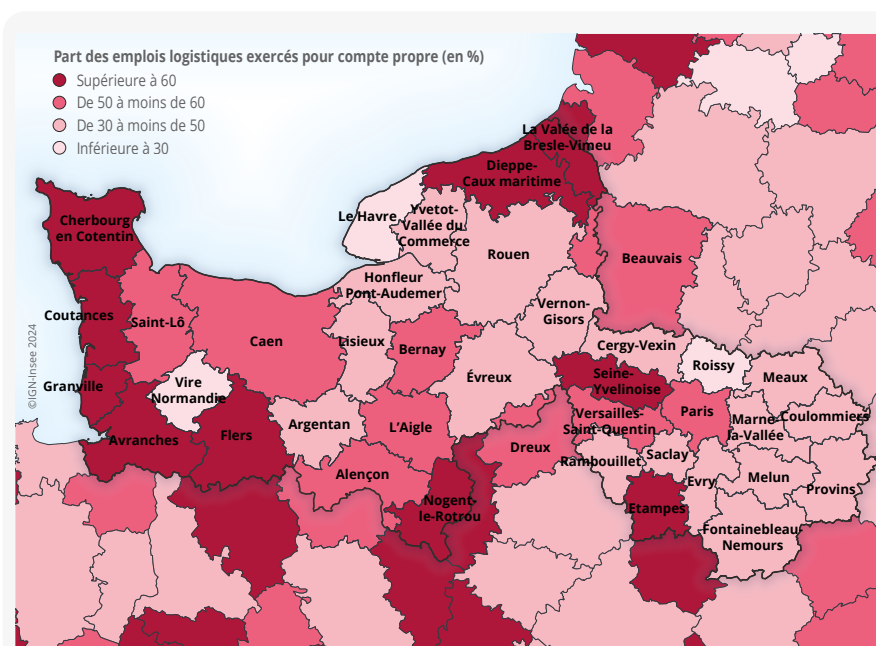 Part des emplois logistiques exercés pour compte propre (en %)
Supérieure à 60
De 50 à moins de 60
De 30 à moins de 50
Inférieure à 30
La Valée de la
Bresle-Vimeu
Dieppe-
Caux maritime
Cherbourg
en Cotentin
Le Havre
Yvetot-
Vallée du
Commerce
Rouen
Beauvais
Honfleur
Pont-Audemer
Vernon-
Gisors
Coutances
Saint-Lô
Caen
Lisieux
Bernay
Cergy-Vexin
Roissy
Meaux
Évreux
Seine-
Yvelinoise
Granville
Vire
Normandie
Paris
Versailles-
Saint-Quentin
Marne-
la-Vallée
Coulommiers
Avranches
Flers
Argentan
L'Aigle
Dreux
Rambouillet
Saclay
Alençon
Evry
Melun
Provins
Nogent-
le-Rotrou
Etampes
Fontainebleau-
Nemours
©IGN-Insee 2024